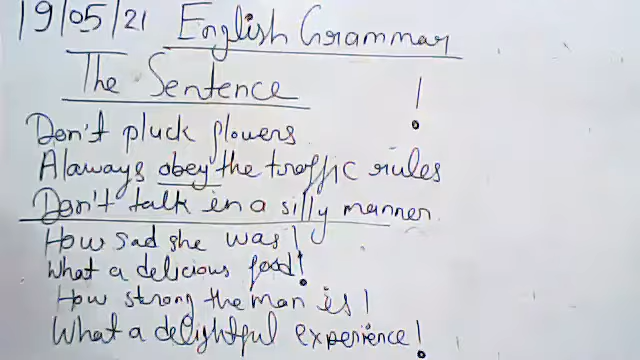 19/05/21 English Grammar
The Sentence
!
Don't pluck flowers.
Alaways obey the traffic rules
Don't talk in a silly manner.
How sad she was!
What a delicious food!
How strong the man is!
What a delightful experience!